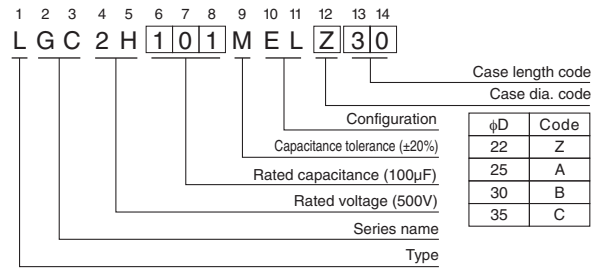 1 2 3 4 5 6 7 8 9 10 11 12 13 14
L G C 2 H 1 0 1 M E L Z 3 0
Case length code
Case dia. code
Configuration
Capacitance tolerance (±20%)
Rated capacitance (100µF)
Rated voltage (500V)
Series name
Type
ϕD Code
22 Z
25 A
30 B
35 C